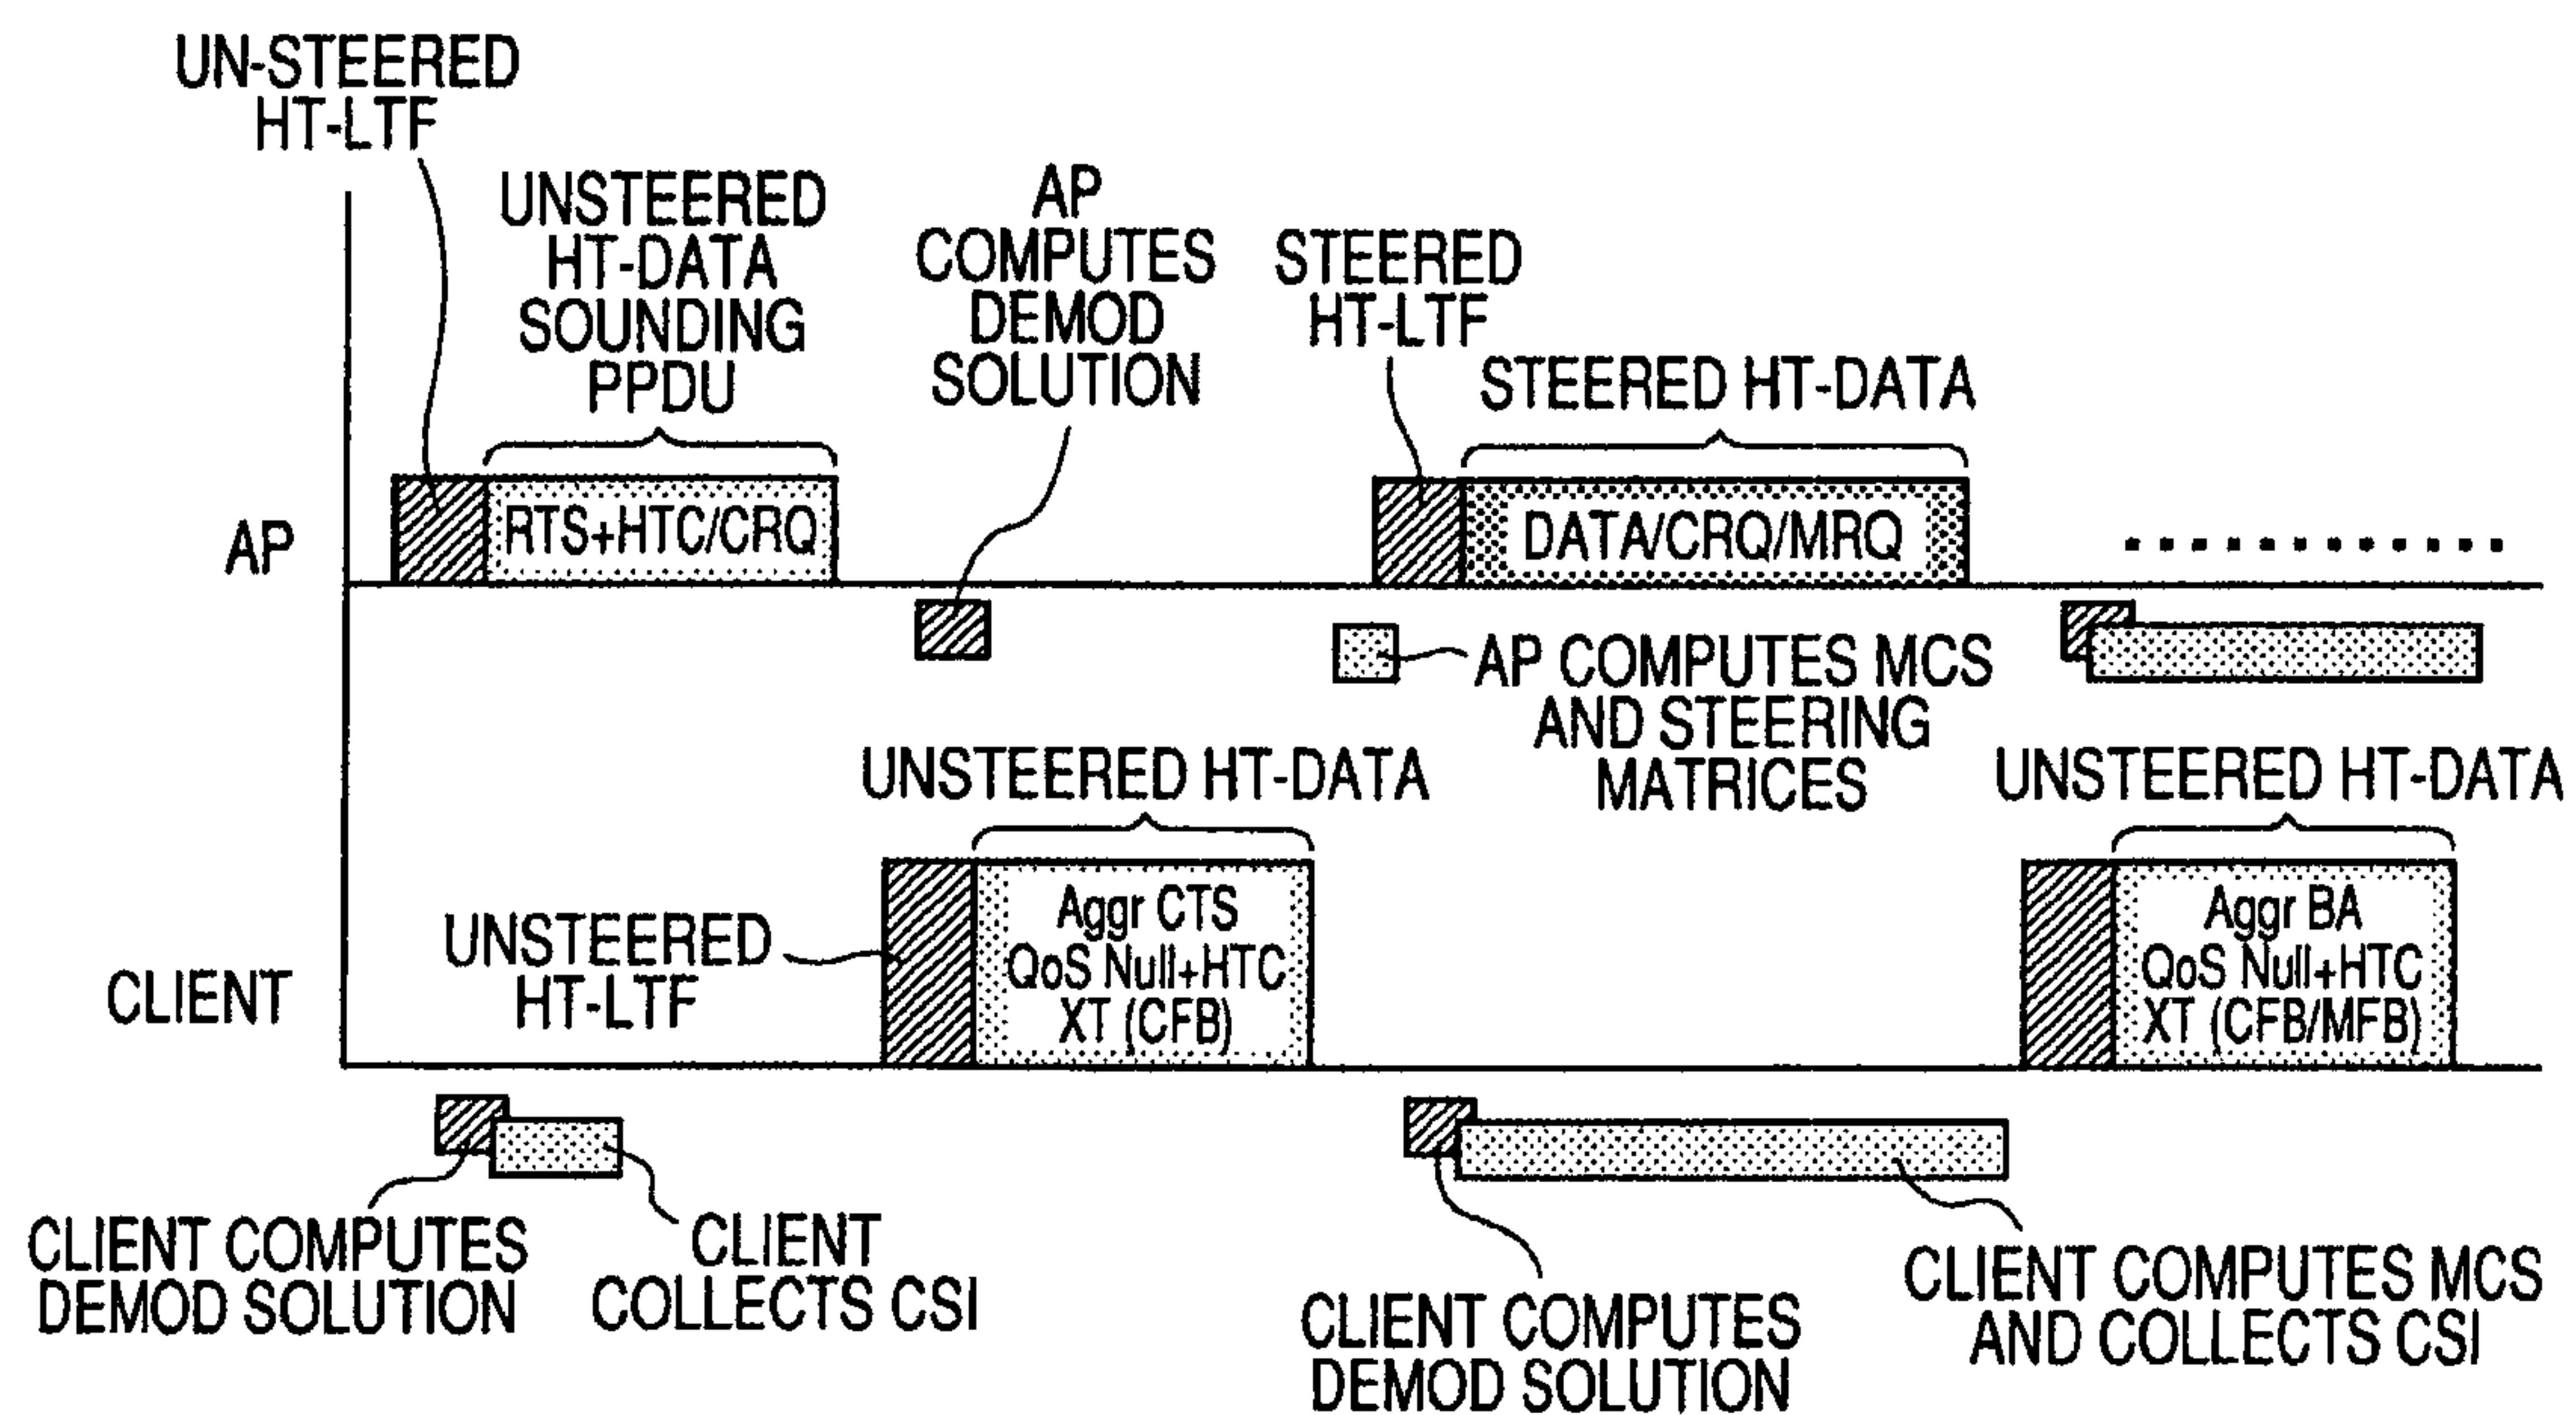 UN-STEERED
HT-LTF
UNSTEERED
HT-DATA
SOUNDING
PPDU
AP
COMPUTES
DEMOD
SOLUTION
STEERED
HT-LTF
STEERED HT-DATA
AP
RTS+HTC/CRQ
DATA/CRQ/MRQ
AP COMPUTES MCS
AND STEERING
MATRICES
UNSTEERED HT-DATA
UNSTEERED HT-DATA
CLIENT
UNSTEERED
HT-LTF
Aggr CTS
QoS Null+HTC
XT (CFB)
Aggr BA
QoS Null+HTC
XT (CFB/MFB)
CLIENT COMPUTES
DEMOD SOLUTION
CLIENT
COLLECTS CSI
CLIENT COMPUTES
DEMOD SOLUTION
CLIENT COMPUTES MCS
AND COLLECTS CSI